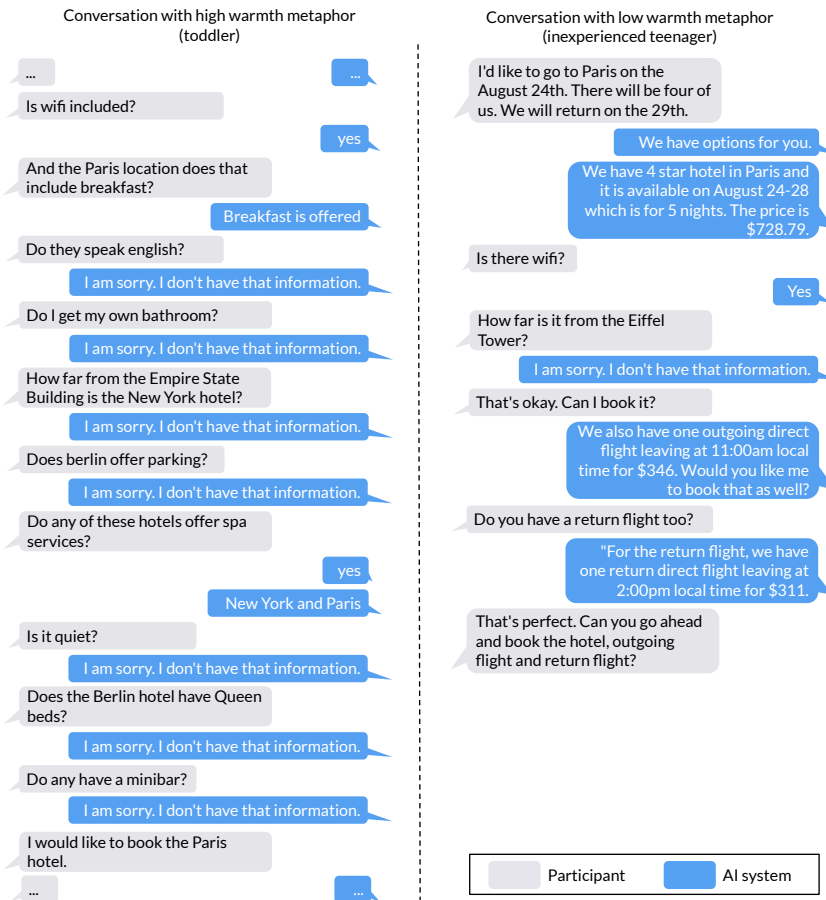 Conversation with high warmth metaphor
(toddler)
...
...
Is wifi included?
yes
And the Paris location does that
include breakfast?
Breakfast is offered
Do they speak english?
I am sorry. I don't have that information.
Do I get my own bathroom?
I am sorry. I don't have that information.
How far from the Empire State
Building is the New York hotel?
I am sorry. I don't have that information.
Does berlin offer parking?
I am sorry. I don't have that information.
Do any of these hotels offer spa
services?
yes
New York and Paris
Is it quiet?
I am sorry. I don't have that information.
Does the Berlin hotel have Queen
beds?
I am sorry. I don't have that information.
Do any have a minibar?
I am sorry. I don't have that information.
I would like to book the Paris
hotel.
...
...
Conversation with low warmth metaphor
(inexperienced teenager)
I'd like to go to Paris on the
August 24th. There will be four of
us. We will return on the 29th.
We have options for you.
We have 4 star hotel in Paris and
it is available on August 24-28
which is for 5 nights. The price is
$728.79.
Is there wifi?
Yes
How far is it from the Eiffel
Tower?
I am sorry. I don't have that information.
That's okay. Can I book it?
We also have one outgoing direct
flight leaving at 11:00am local
time for $346. Would you like me
to book that as well?
Do you have a return flight too?
"For the return flight, we have
one return direct flight leaving at
2:00pm local time for $311.
That's perfect. Can you go ahead
and book the hotel, outgoing
flight and return flight?
Participant
AI system